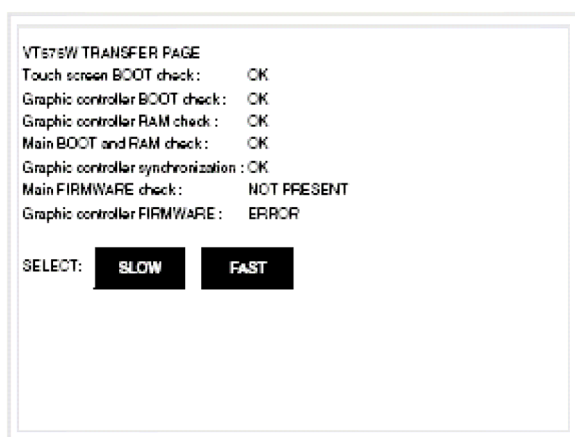 VT575W TRANSFER PAGE
Touch screen BOOT check : OK
Graphic controller BOOT check : OK
Graphic controller RAM check : OK
Main BOOT and RAM check : OK
Graphic controller synchronization : OK
Main FIRMWARE check : NOT PRESENT
Graphic controller FIRMWARE : ERROR
SELECT: SLOW FAST